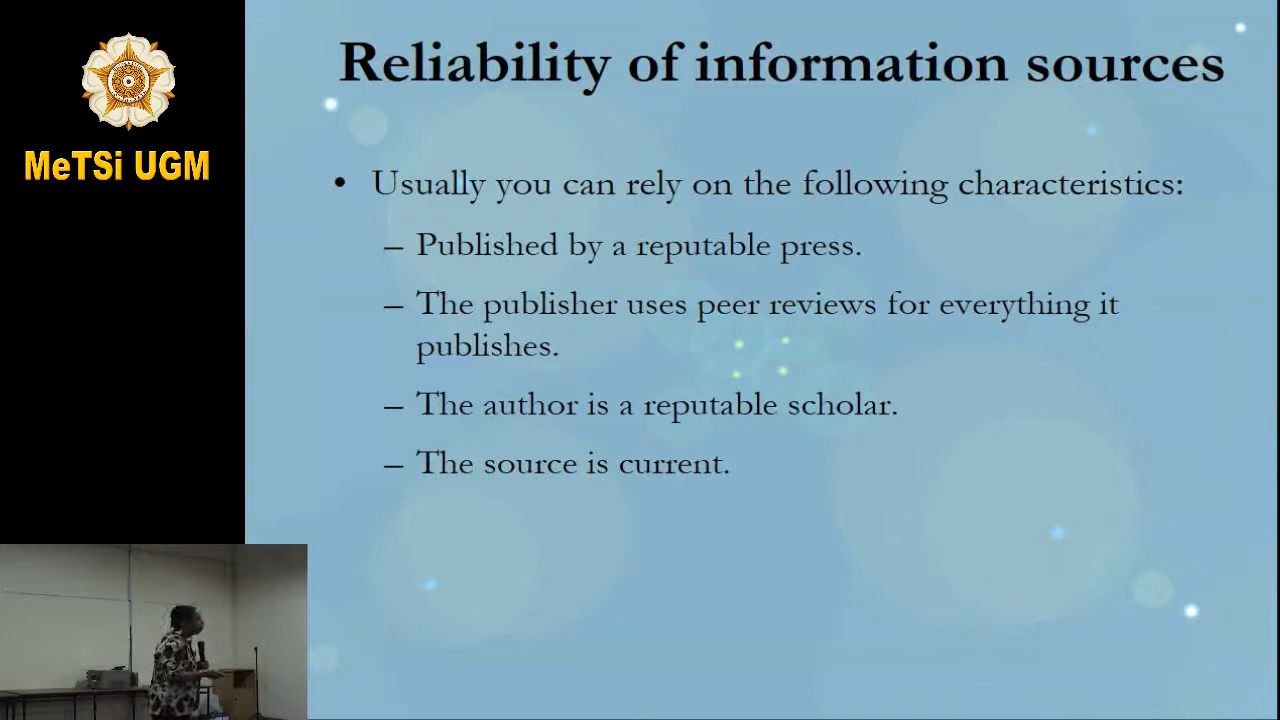 Reliability of information sources
MeTSi UGM
• Usually you can rely on the following characteristics:
– Published by a reputable press.
– The publisher uses peer reviews for everything it
publishes.
– The author is a reputable scholar.
– The source is current.